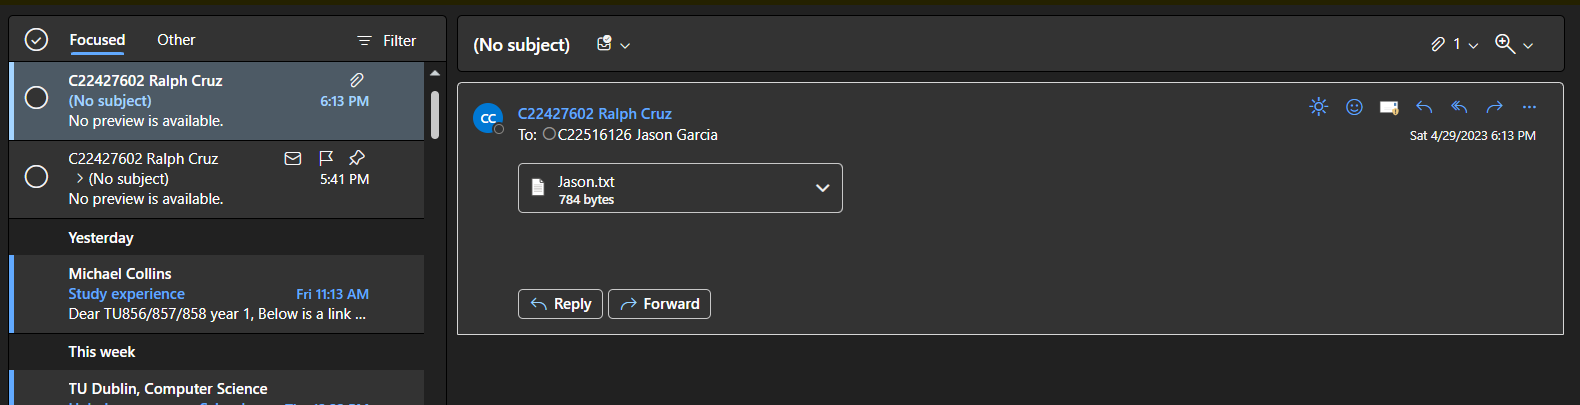 Focused
Other
Filter
C22427602 Ralph Cruz
(No subject)
6:13 PM
No preview is available.
C22427602 Ralph Cruz
(No subject)
5:41 PM
No preview is available.
Yesterday
Michael Collins
Study experience
Fri 11:13 AM
Dear TU856/857/858 year 1, Below is a link ...
This week
TU Dublin, Computer Science
(No subject)
1
CC
C22427602 Ralph Cruz
To: C22516126 Jason Garcia
Sat 4/29/2023 6:13 PM
Jason.txt
784 bytes
Reply
Forward